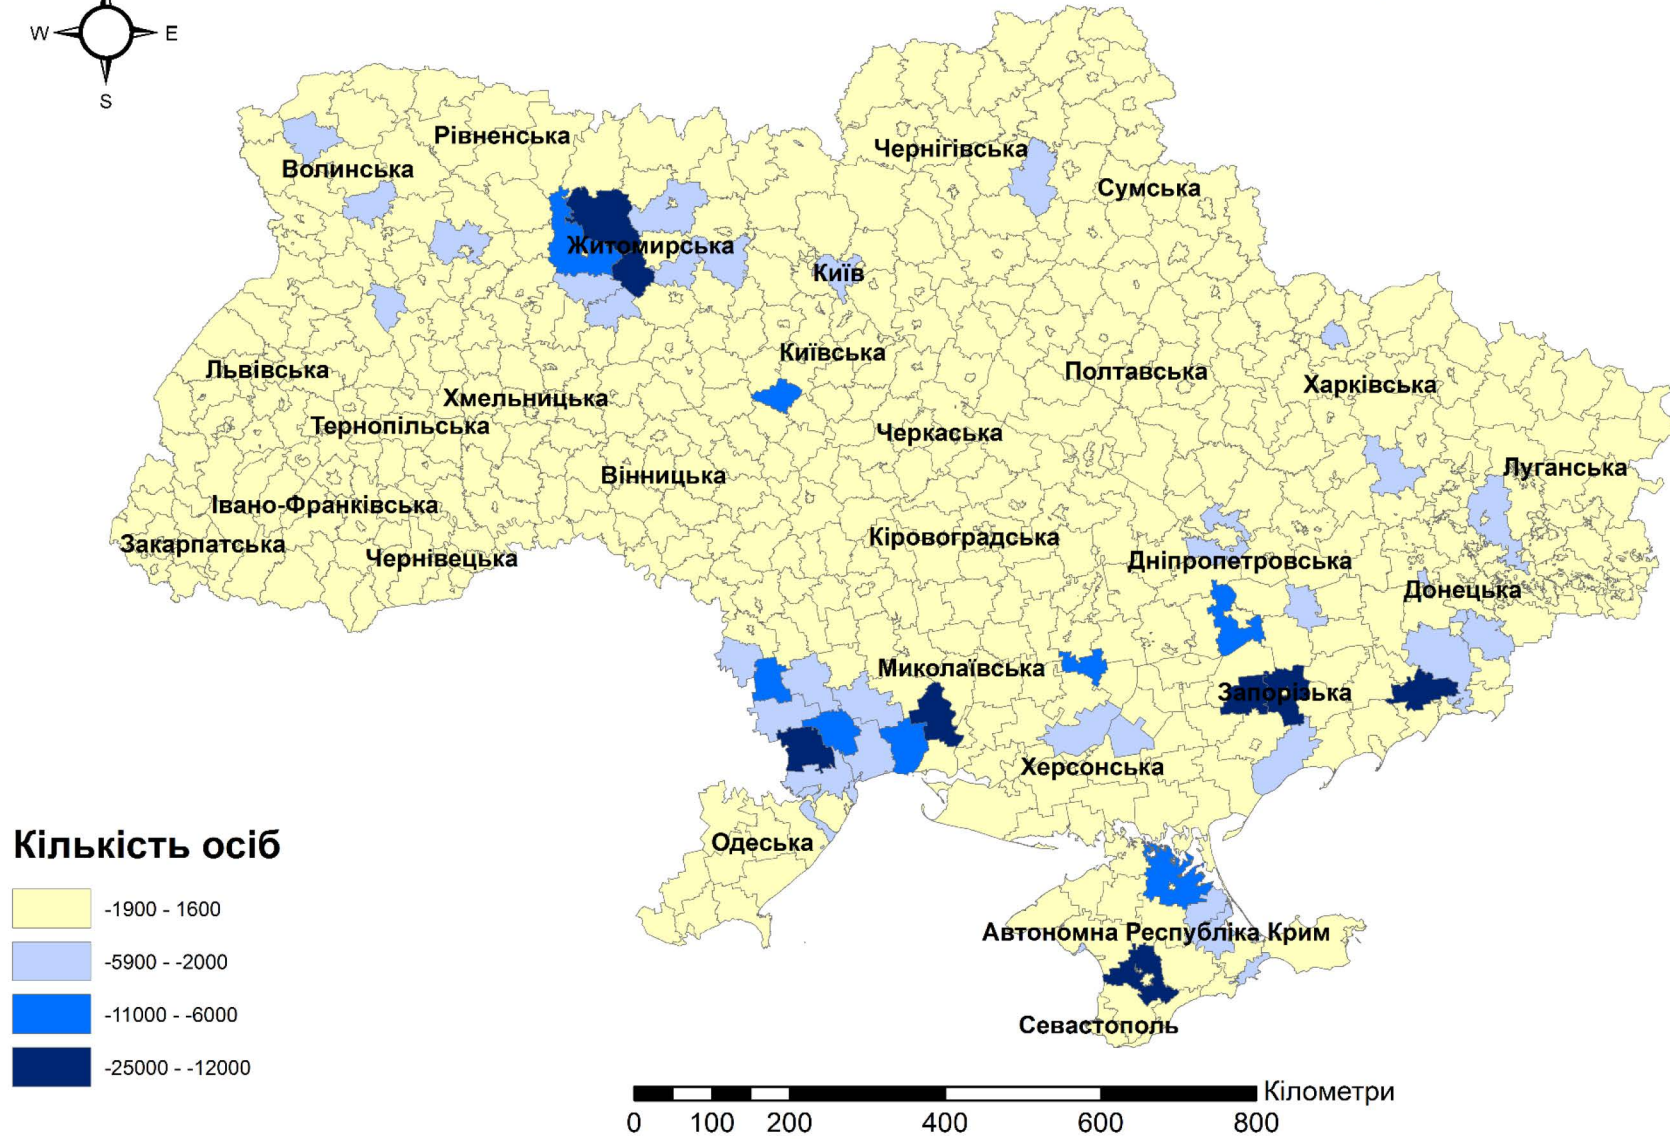 W
E
S
Рівненська
Чернігівська
Волинська
Сумська
Житомирська
Київ
Київська
Львівська
Полтавська
Харківська
Хмельницька
Тернопільська
Черкаська
Вінницька
Луганська
Івано-Франківська
Кіровоградська
Закарпатська
Чернівецька
Дніпропетровська
Донецька
Миколаївська
Запорізька
Херсонська
Одеська
Автономна Республіка Крим
Севастополь
Кількість осіб
-1900 - 1600
-5900 - -2000
-11000 - -6000
-25000 - -12000
Кілометри
0 100 200 400 600 800